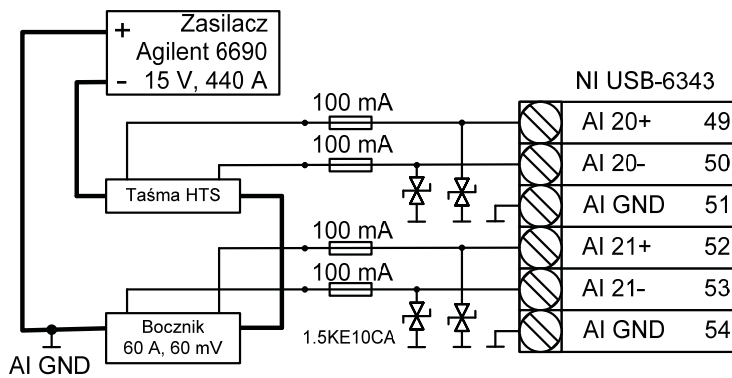 + Zasilacz
Agilent 6690
- 15 V, 440 A
NI USB-6343
100 mA
AI 20+ 49
100 mA
AI 20- 50
Taśma HTS
AI GND 51
100 mA
AI 21+ 52
100 mA
AI 21- 53
Bocznik
60 A, 60 mV
1.5KE10CA
AI GND 54
AI GND